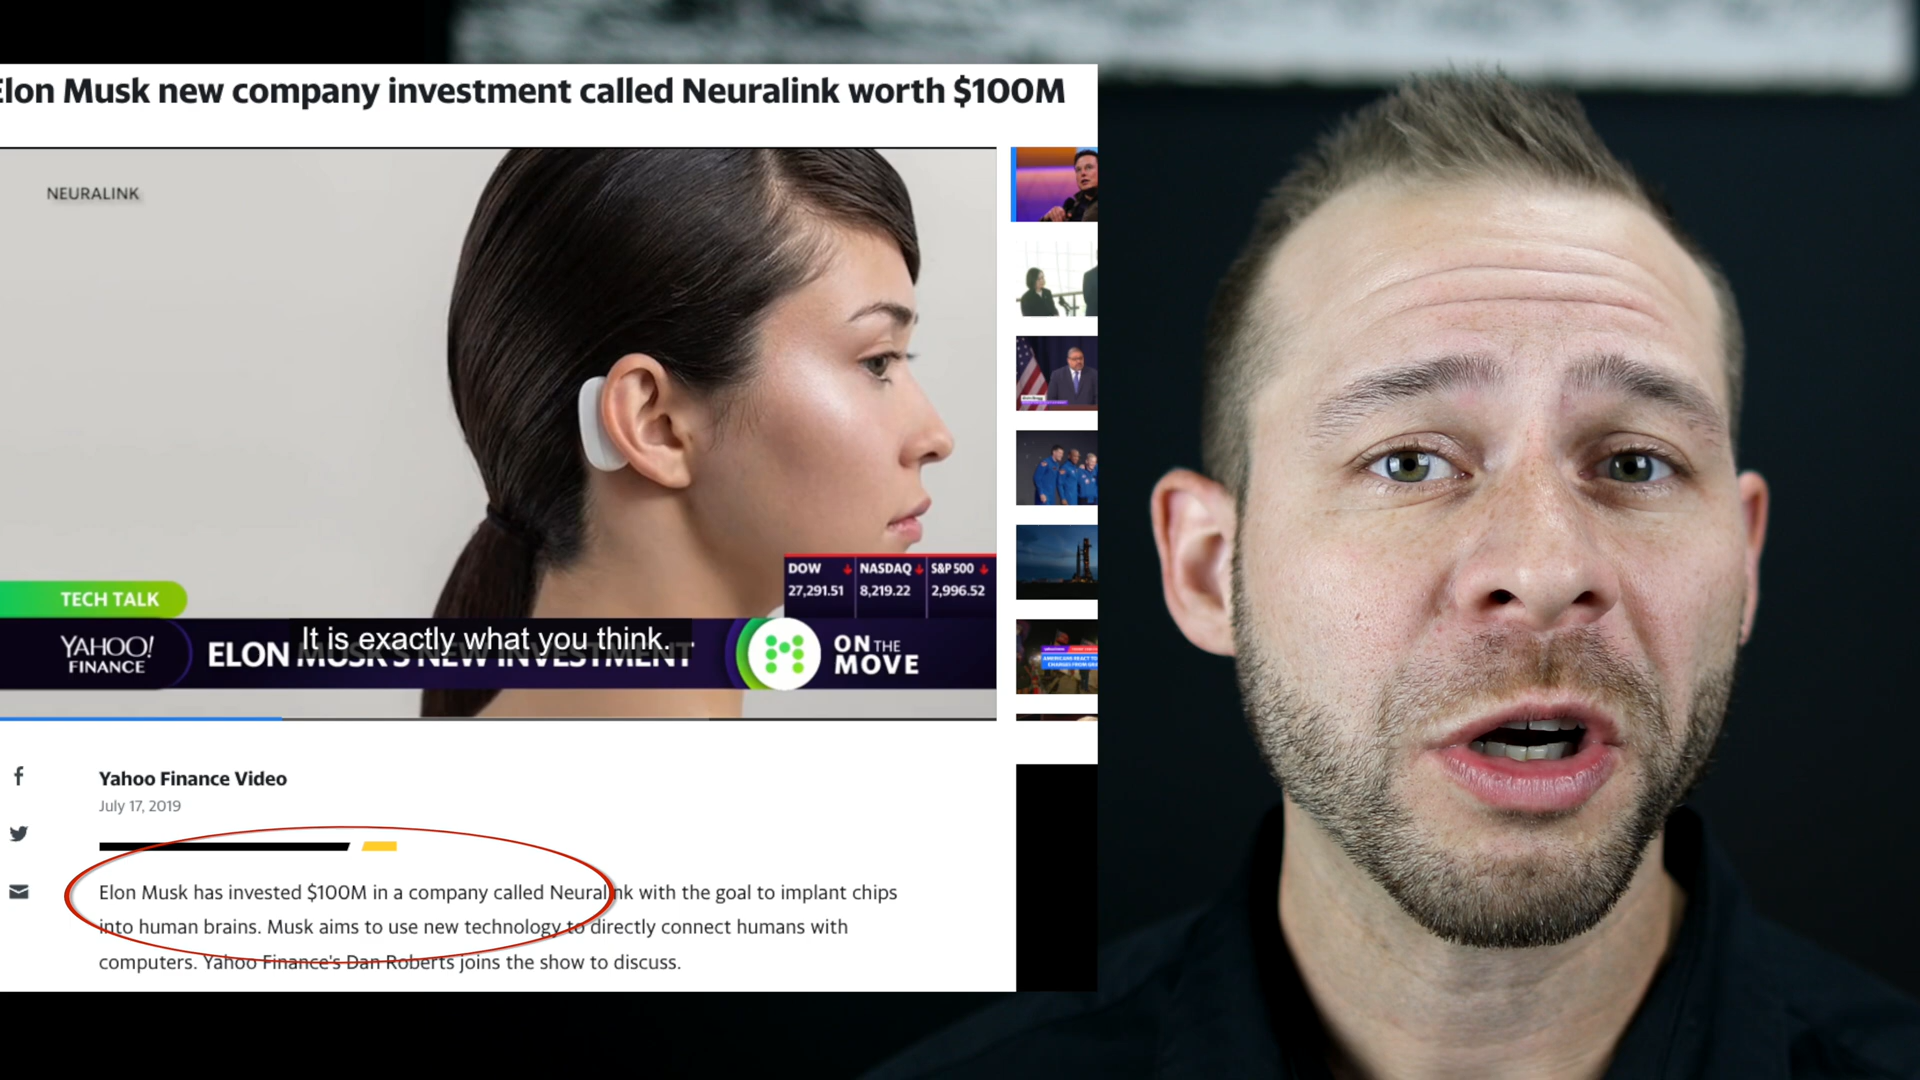 Elon Musk new company investment called Neuralink worth $100M
NEURALINK
TECH TALK
DOW NASDAQ S&P 500
27,291.51 8,219.22 2,996.52
YAHOO!
FINANCE
ELON MUSK'S NEW INVESTMENT
It is exactly what you think.
ON THE
MOVE
Yahoo Finance Video
July 17, 2019
Elon Musk has invested $100M in a company called Neuralink with the goal to implant chips
into human brains. Musk aims to use new technology to directly connect humans with
computers. Yahoo Finance's Dan Roberts joins the show to discuss.